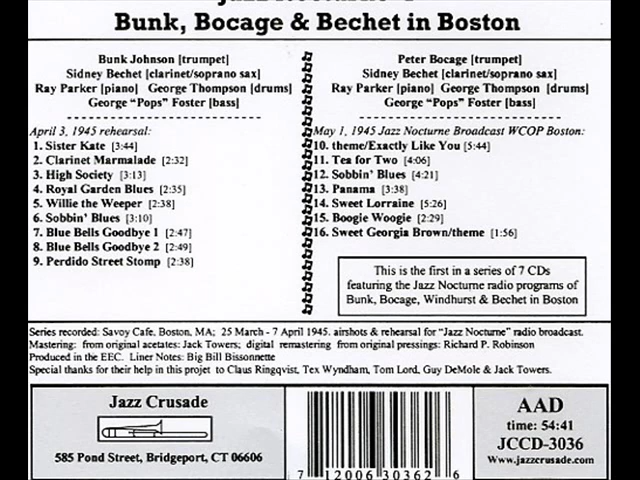 Bunk, Bocage & Bechet in Boston
Bunk Johnson [trumpet]
Sidney Bechet [clarinet/soprano sax]
Ray Parker [piano] George Thompson [drums]
George “Pops” Foster [bass]
April 3, 1945 rehearsal:
1. Sister Kate [3:44]
2. Clarinet Marmalade [2:32]
3. High Society [3:13]
4. Royal Garden Blues [2:35]
5. Willie the Weeper [2:38]
6. Sobbin' Blues [3:10]
7. Blue Bells Goodbye 1 [2:47]
8. Blue Bells Goodbye 2 [2:49]
9. Perdido Street Stomp [2:38]
Peter Bocage [trumpet]
Sidney Bechet [clarinet/soprano sax]
Ray Parker [piano] George Thompson [drums]
George “Pops” Foster [bass]
May 1, 1945 Jazz Nocturne Broadcast WCOP Boston:
10. theme/Exactly Like You [5:44]
11. Tea for Two [4:06]
12. Sobbin' Blues [4:21]
13. Panama [3:38]
14. Sweet Lorraine [5:26]
15. Boogie Woogie [2:29]
16. Sweet Georgia Brown/theme [1:56]
This is the first in a series of 7 CDs
featuring the Jazz Nocturne radio programs of
Bunk, Bocage, Windhurst & Bechet in Boston
Series recorded: Savoy Cafe, Boston, MA; 25 March - 7 April 1945. airshots & rehearsal for “Jazz Nocturne” radio broadcast.
Mastering: from original acetates: Jack Towers; digital remastering from original pressings: Richard P. Robinson
Produced in the EEC. Liner Notes: Big Bill Bissonnette
Special thanks for their help in this projet to Claus Ringqvist, Tex Wyndham, Tom Lord, Guy DeMole & Jack Towers.
Jazz Crusade
585 Pond Street, Bridgeport, CT 06606
7 12006 30362 6
AAD
time: 54:41
JCCD-3036
Www.jazzcrusade.com